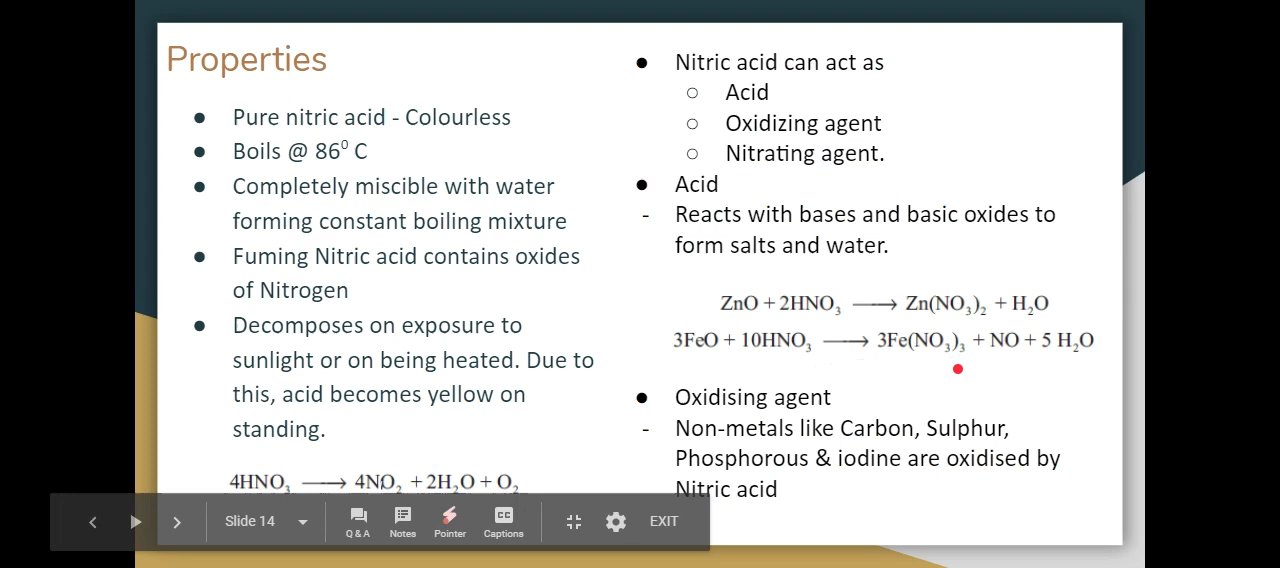 Properties
● Pure nitric acid - Colourless
● Boils @ 86⁰ C
● Completely miscible with water
forming constant boiling mixture
● Fuming Nitric acid contains oxides
of Nitrogen
● Decomposes on exposure to
sunlight or on being heated. Due to
this, acid becomes yellow on
standing.
4HNO₃ ⟶ 4NO₂ + 2H₂O + O₂
● Nitric acid can act as
○ Acid
○ Oxidizing agent
○ Nitrating agent.
● Acid
- Reacts with bases and basic oxides to
form salts and water.
ZnO + 2HNO₃ ⟶ Zn(NO₃)₂ + H₂O
3FeO + 10HNO₃ ⟶ 3Fe(NO₃)₃ + NO + 5 H₂O
● Oxidising agent
- Non-metals like Carbon, Sulphur,
Phosphorous & iodine are oxidised by
Nitric acid
Slide 14
Q & A
Notes
Pointer
CC
Captions
EXIT